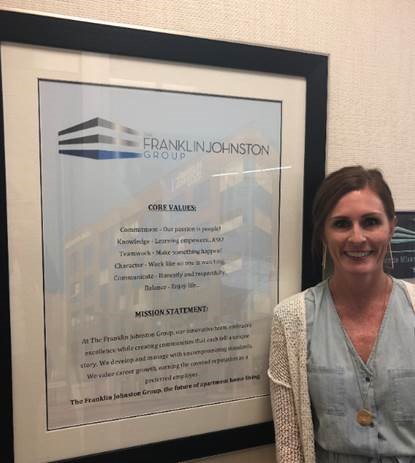 THE
FRANKLIN JOHNSTON
GROUP
CORE VALUES:
Commitment - Our passion is people!
Knowledge - Learning empowers...ASK!
Teamwork - Make something happen!
Character - Work like no one is watching.
Communicate - Honestly and respectfully.
Balance - Enjoy life...
MISSION STATEMENT:
At The Franklin Johnston Group, our innovative team embraces
excellence while creating communities that each tell a unique
story. We develop and manage with uncompromising standards.
We value career growth, earning the coveted reputation as a
preferred employer.
The Franklin Johnston Group, the future of apartment home living.